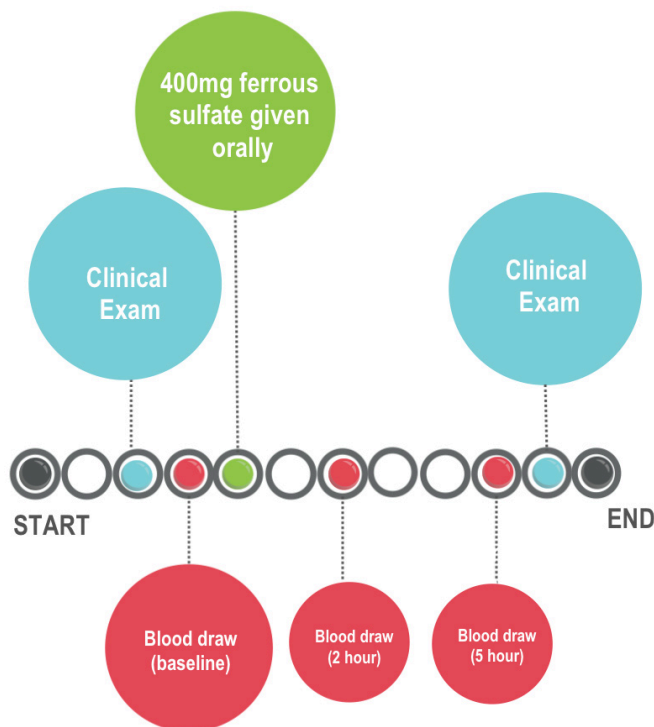 400mg ferrous
sulfate given
orally
Clinical
Exam
Clinical
Exam
START
END
Blood draw
(baseline)
Blood draw
(2 hour)
Blood draw
(5 hour)